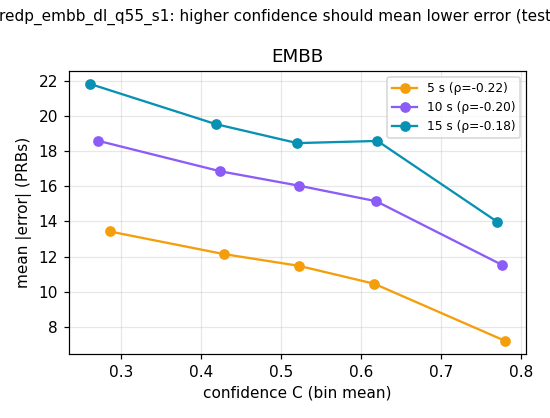 redp_embb_dl_q55_s1: higher confidence should mean lower error (test
EMBB
5 s (ρ=-0.22)
10 s (ρ=-0.20)
15 s (ρ=-0.18)
mean |error| (PRBs)
22
20
18
16
14
12
10
8
0.3 0.4 0.5 0.6 0.7 0.8
confidence C (bin mean)